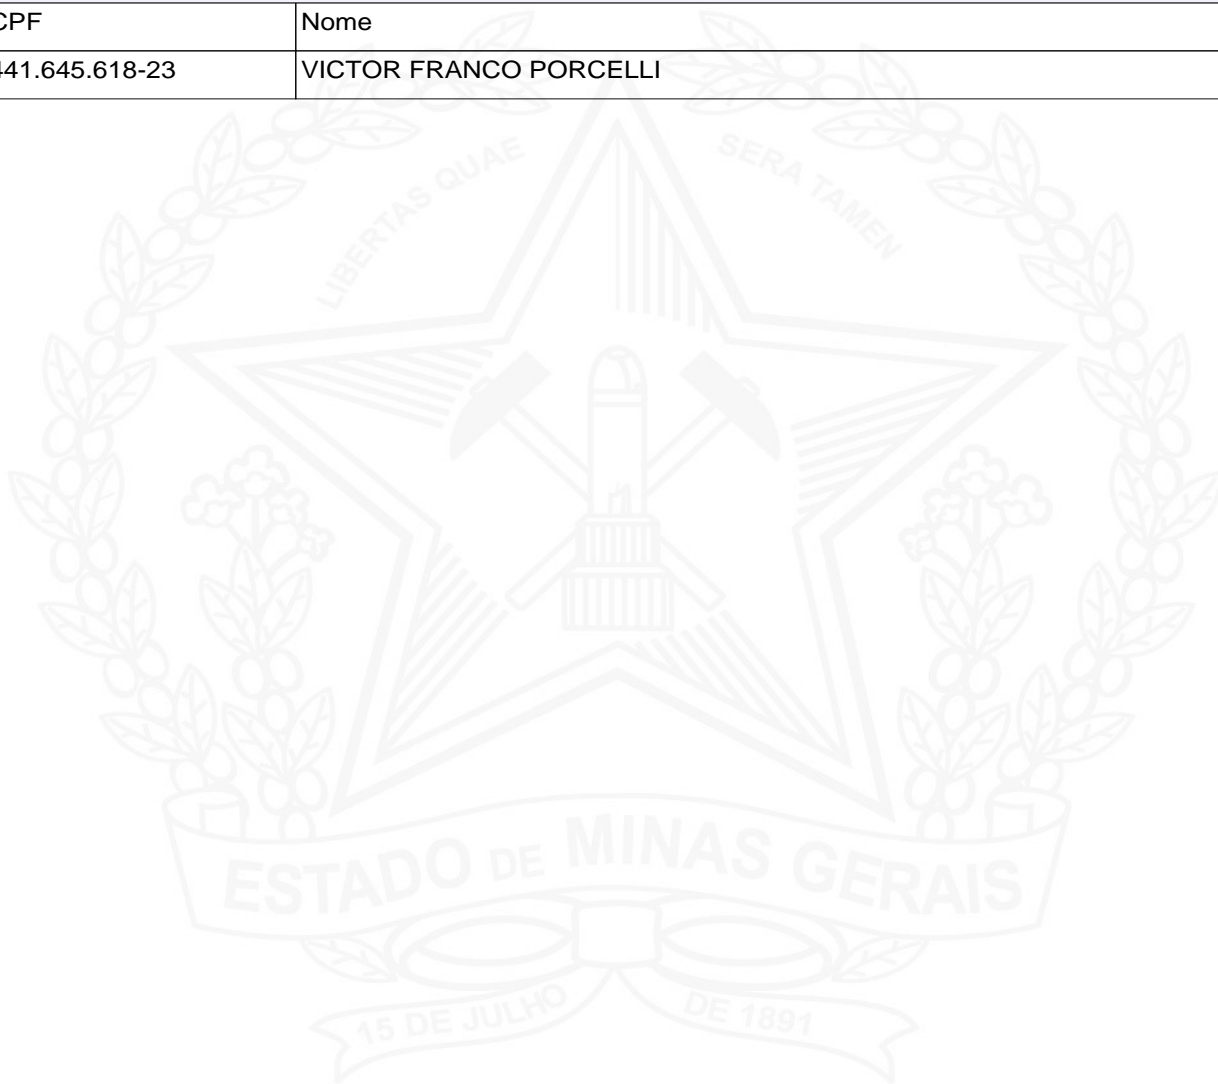 CPF Nome
441.645.618-23 VICTOR FRANCO PORCELLI
LIBERTAS QUAE SERA TAMEN
ESTADO DE MINAS GERAIS
15 DE JULHO DE 1891